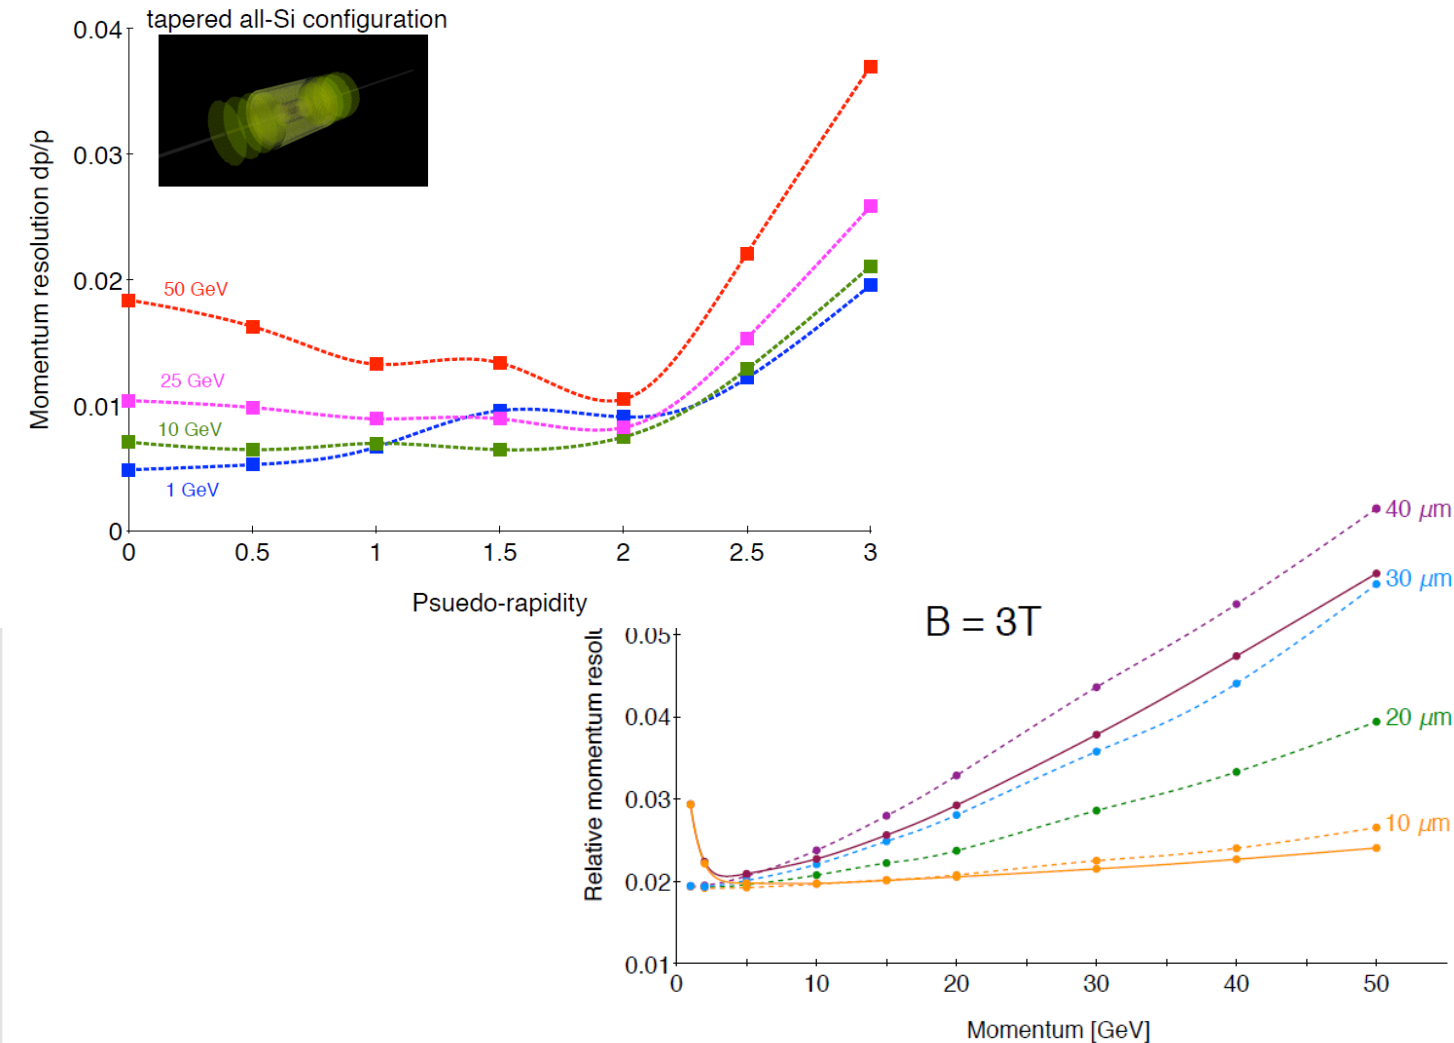 tapered all-Si configuration
0.04
0.03
0.02
0.01
0
Momentum resolution dp/p
50 GeV
25 GeV
10 GeV
1 GeV
0 0.5 1 1.5 2 2.5 3
Psuedo-rapidity
B = 3T
40 µm
30 µm
20 µm
10 µm
0.05
0.04
0.03
0.02
0.01
Relative momentum resol
0 10 20 30 40 50
Momentum [GeV]